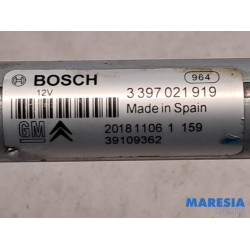 BOSCH
964
12V
3 397 021 919
Made in Spain
GM
20181106 1 159
39109362
MARESIA